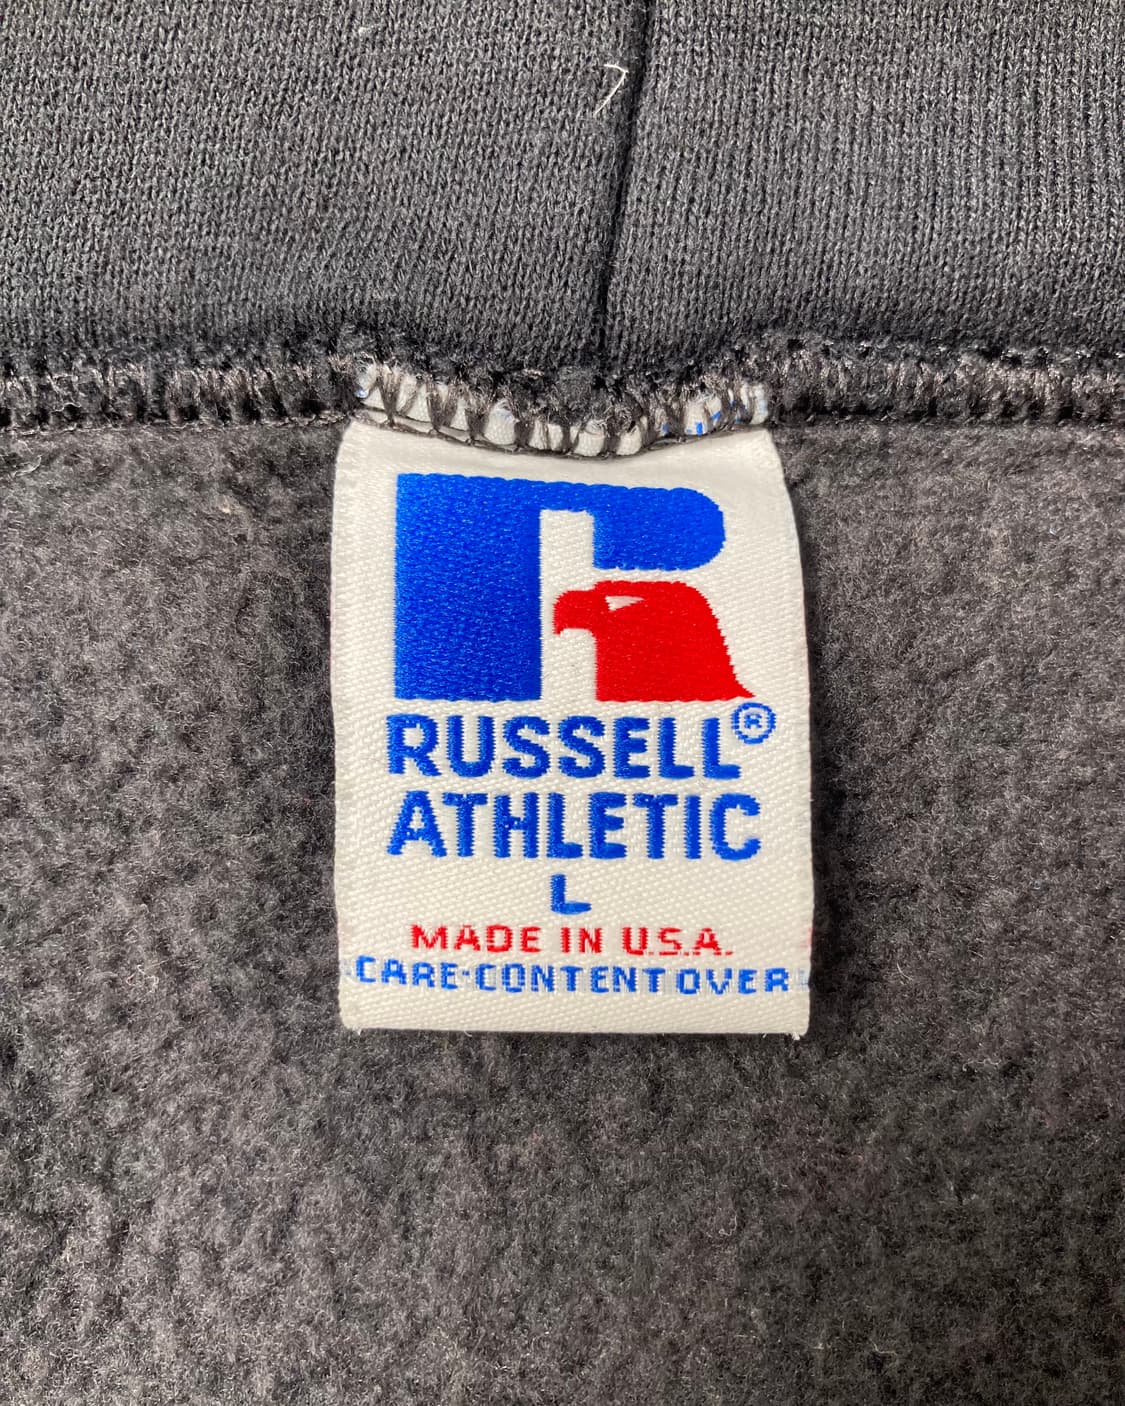 R
RUSSELL®
ATHLETIC
L
MADE IN U.S.A.
CARE-CONTENT OVER